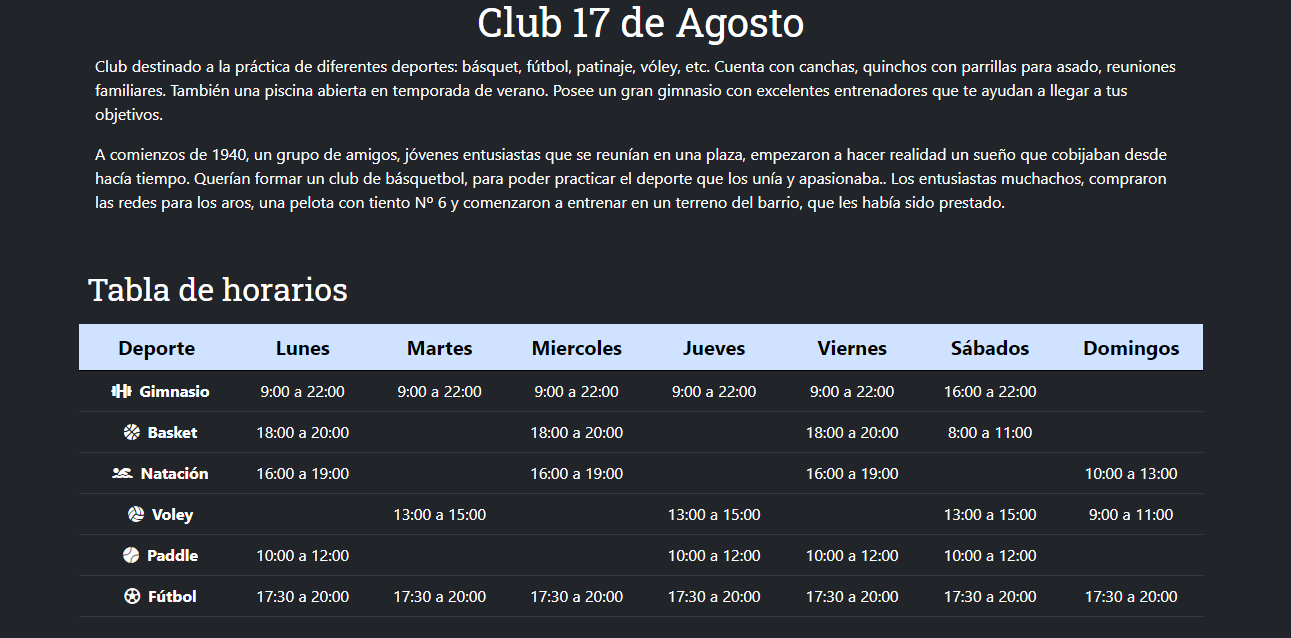 Club 17 de Agosto
Club destinado a la práctica de diferentes deportes: básquet, fútbol, patinaje, vóley, etc. Cuenta con canchas, quinchos con parrillas para asado, reuniones
familiares. También una piscina abierta en temporada de verano. Posee un gran gimnasio con excelentes entrenadores que te ayudan a llegar a tus
objetivos.
A comienzos de 1940, un grupo de amigos, jóvenes entusiastas que se reunían en una plaza, empezaron a hacer realidad un sueño que cobijaban desde
hacía tiempo. Querían formar un club de básquetbol, para poder practicar el deporte que los unía y apasionaba.. Los entusiastas muchachos, compraron
las redes para los aros, una pelota con tiento Nº 6 y comenzaron a entrenar en un terreno del barrio, que les había sido prestado.
Tabla de horarios
Deporte Lunes Martes Miercoles Jueves Viernes Sábados Domingos
Gimnasio 9:00 a 22:00 9:00 a 22:00 9:00 a 22:00 9:00 a 22:00 9:00 a 22:00 16:00 a 22:00
Basket 18:00 a 20:00 18:00 a 20:00 18:00 a 20:00 8:00 a 11:00
Natación 16:00 a 19:00 16:00 a 19:00 16:00 a 19:00 10:00 a 13:00
Voley 13:00 a 15:00 13:00 a 15:00 13:00 a 15:00 9:00 a 11:00
Paddle 10:00 a 12:00 10:00 a 12:00 10:00 a 12:00 10:00 a 12:00
Fútbol 17:30 a 20:00 17:30 a 20:00 17:30 a 20:00 17:30 a 20:00 17:30 a 20:00 17:30 a 20:00 17:30 a 20:00